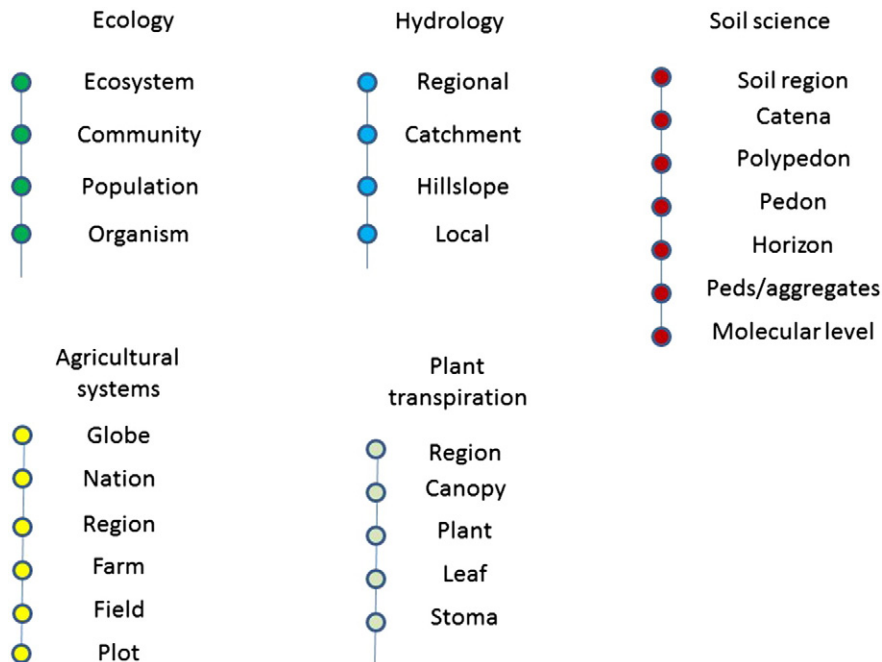 Ecology
Ecosystem
Community
Population
Organism
Hydrology
Regional
Catchment
Hillslope
Local
Soil science
Soil region
Catena
Polypedon
Pedon
Horizon
Peds/aggregates
Molecular level
Agricultural
systems
Globe
Nation
Region
Farm
Field
Plot
Plant
transpiration
Region
Canopy
Plant
Leaf
Stoma